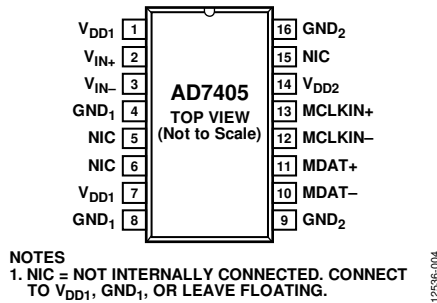 VDD1 1 16 GND2
VIN+ 2 15 NIC
VIN– 3 14 VDD2
GND1 4 13 MCLKIN+
NIC 5 12 MCLKIN–
NIC 6 11 MDAT+
VDD1 7 10 MDAT–
GND1 8 9 GND2
AD7405
TOP VIEW
(Not to Scale)
NOTES
1. NIC = NOT INTERNALLY CONNECTED. CONNECT
TO VDD1, GND1, OR LEAVE FLOATING.
12536-004